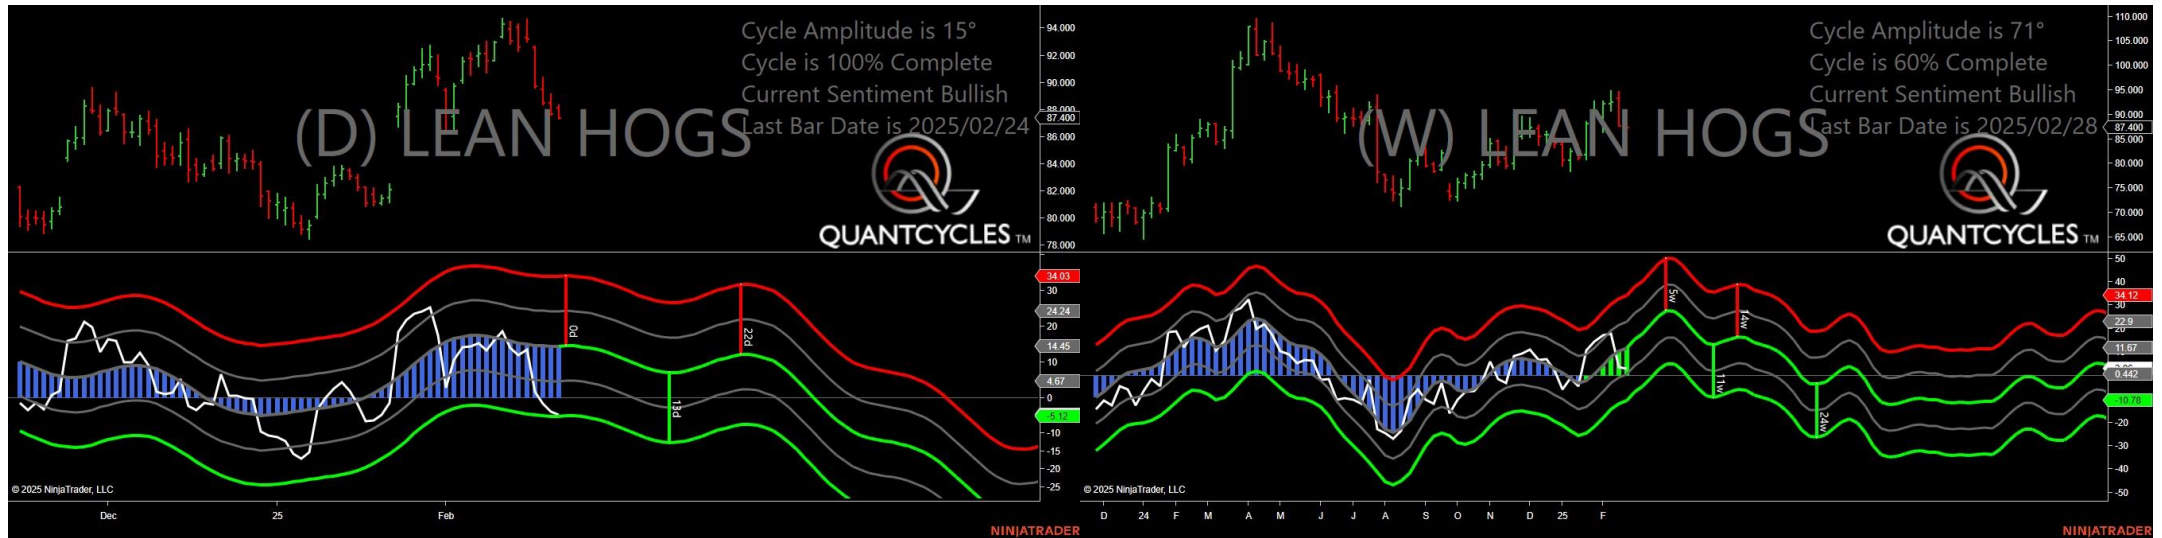 Cycle Amplitude is 15°
Cycle is 100% Complete
Current Sentiment Bullish
Last Bar Date is 2025/02/24
(D) LEAN HOGS
QUANTCYCLES TM
94.000
92.000
90.000
88.000
87.400
86.000
84.000
82.000
80.000
78.000
34.03
30
24.24
20
14.45
10
4.67
0
-5.12
-10
-15
-20
-25
0d
13d
22d
© 2025 NinjaTrader, LLC
Dec
25
Feb
NINJATRADER
Cycle Amplitude is 71°
Cycle is 60% Complete
Current Sentiment Bullish
Last Bar Date is 2025/02/28
(W) LEAN HOGS
QUANTCYCLES TM
110.000
105.000
100.000
95.000
90.000
87.400
85.000
80.000
75.000
70.000
65.000
50
40
34.12
30
22.9
20
11.67
0.442
-10.78
-20
-30
-40
-50
5w
11w
14w
24w
© 2025 NinjaTrader, LLC
D 24 F M A M J J A S O N D 25 F
NINJATRADER